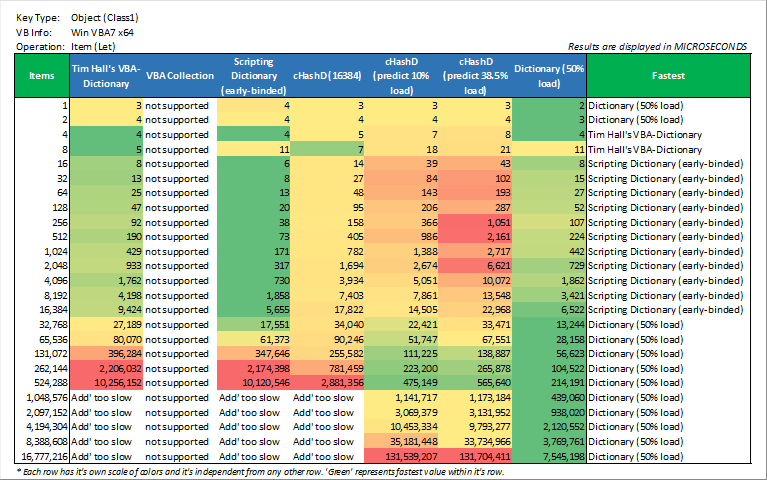 Key Type: Object (Class1)
VB Info: Win VBA7 x64
Operation: Item (Let)
Results are displayed in MICROSECONDS
Items Tim Hall's VBA-Dictionary VBA Collection Scripting Dictionary (early-binded) cHashD (16384) cHashD (predict 10% load) cHashD (predict 38.5% load) Dictionary (50% load) Fastest
1 3 not supported 4 3 3 3 2 Dictionary (50% load)
2 4 not supported 4 4 4 4 3 Dictionary (50% load)
4 4 not supported 4 5 7 8 4 Tim Hall's VBA-Dictionary
8 5 not supported 11 7 18 21 11 Tim Hall's VBA-Dictionary
16 8 not supported 6 14 39 43 8 Scripting Dictionary (early-binded)
32 13 not supported 8 27 84 102 15 Scripting Dictionary (early-binded)
64 25 not supported 13 48 143 193 27 Scripting Dictionary (early-binded)
128 47 not supported 20 95 206 287 52 Scripting Dictionary (early-binded)
256 92 not supported 38 158 366 1,051 107 Scripting Dictionary (early-binded)
512 190 not supported 73 405 986 2,161 224 Scripting Dictionary (early-binded)
1,024 429 not supported 171 782 1,388 2,717 442 Scripting Dictionary (early-binded)
2,048 933 not supported 317 1,694 2,674 6,621 729 Scripting Dictionary (early-binded)
4,096 1,762 not supported 730 3,934 5,051 10,072 1,862 Scripting Dictionary (early-binded)
8,192 4,198 not supported 1,858 7,403 7,861 13,548 3,421 Scripting Dictionary (early-binded)
16,384 9,424 not supported 5,655 17,822 14,505 22,968 6,522 Scripting Dictionary (early-binded)
32,768 27,189 not supported 17,551 34,040 22,421 33,471 13,244 Dictionary (50% load)
65,536 80,070 not supported 61,373 90,246 51,747 67,551 28,158 Dictionary (50% load)
131,072 396,284 not supported 347,646 255,582 111,225 138,887 56,623 Dictionary (50% load)
262,144 2,206,032 not supported 2,174,398 781,459 223,200 265,878 104,522 Dictionary (50% load)
524,288 10,256,152 not supported 10,120,546 2,881,356 475,149 565,640 214,191 Dictionary (50% load)
1,048,576 Add' too slow not supported Add' too slow Add' too slow 1,141,717 1,173,184 439,060 Dictionary (50% load)
2,097,152 Add' too slow not supported Add' too slow Add' too slow 3,069,379 3,131,952 938,020 Dictionary (50% load)
4,194,304 Add' too slow not supported Add' too slow Add' too slow 10,453,334 9,793,277 2,120,552 Dictionary (50% load)
8,388,608 Add' too slow not supported Add' too slow Add' too slow 35,181,448 33,734,966 3,769,761 Dictionary (50% load)
16,777,216 Add' too slow not supported Add' too slow Add' too slow 131,539,207 131,704,411 7,545,198 Dictionary (50% load)
* Each row has it's own scale of colors and it's independent from any other row. 'Green' represents fastest value within it's row.